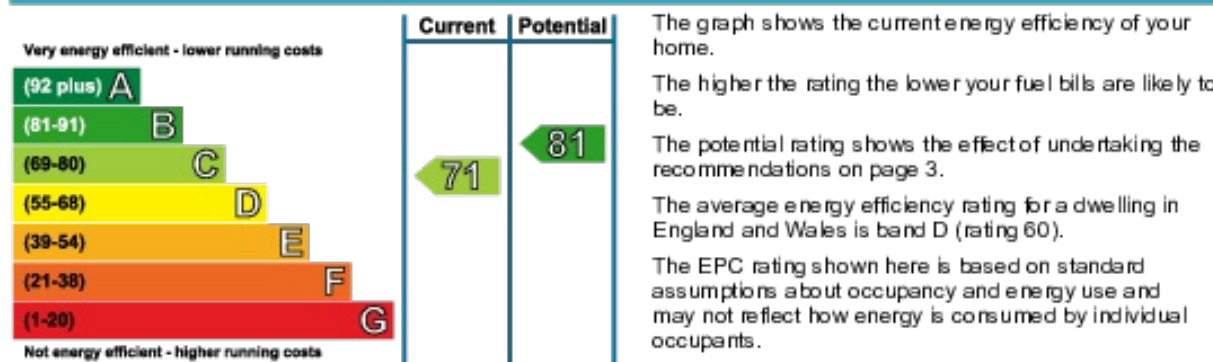 Current Potential
Very energy efficient - lower running costs
(92 plus) A
(81-91) B
(69-80) C
(55-68) D
(39-54) E
(21-38) F
(1-20) G
Not energy efficient - higher running costs
71
81
The graph shows the current energy efficiency of your
home.
The higher the rating the lower your fuel bills are likely to
be.
The potential rating shows the effect of undertaking the
recommendations on page 3.
The average energy efficiency rating for a dwelling in
England and Wales is band D (rating 60).
The EPC rating shown here is based on standard
assumptions about occupancy and energy use and
may not reflect how energy is consumed by individual
occupants.